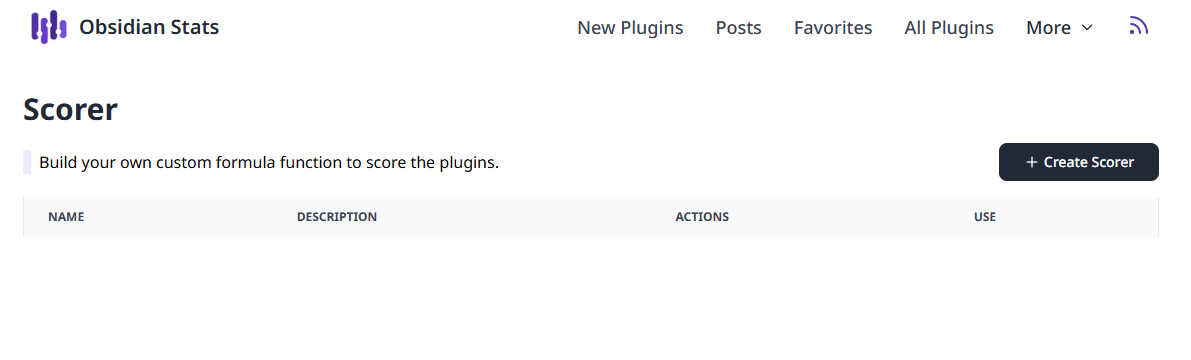 Obsidian Stats New Plugins Posts Favorites All Plugins More
Scorer
Build your own custom formula function to score the plugins. + Create Scorer
NAME DESCRIPTION ACTIONS USE